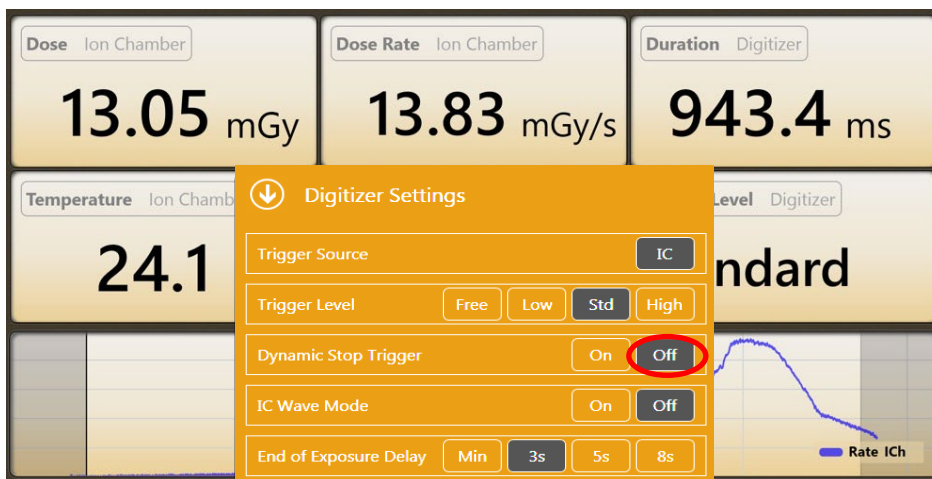 Dose Ion Chamber
Dose Rate Ion Chamber
Duration Digitizer
13.05 mGy
13.83 mGy/s
943.4 ms
Temperature Ion Chamb
Digitizer Settings
Level Digitizer
24.1
ndard
Trigger Source IC
Trigger Level Free Low Std High
Dynamic Stop Trigger On Off
IC Wave Mode On Off
End of Exposure Delay Min 3s 5s 8s
Rate ICh